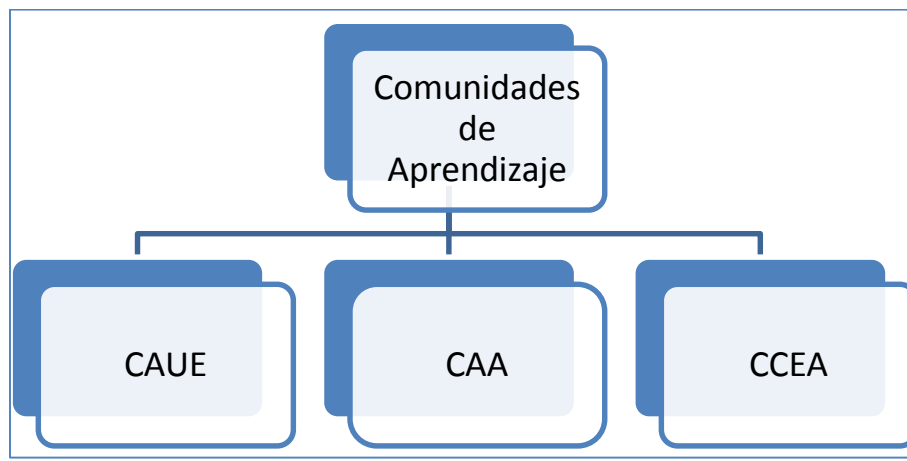 Comunidades
de
Aprendizaje
CAUE
CAA
CCEA